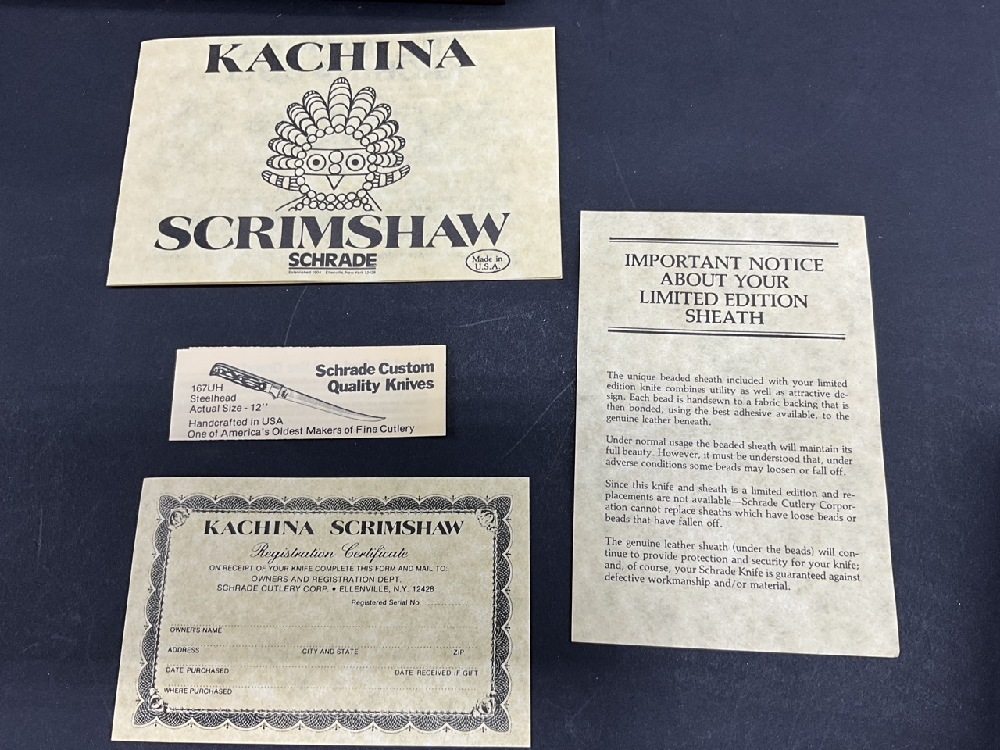 KACHINA
SCRIMSHAW
SCHRADE
Established 1904 Ellenville, New York 12428
Made in
U.S.A.
167UH
Steelhead
Actual Size - 12"
Schrade Custom
Quality Knives
Handcrafted in USA
One of America's Oldest Makers of Fine Cutlery
KACHINA SCRIMSHAW
Registration Certificate
ON RECEIPT OF YOUR KNIFE COMPLETE THIS FORM AND MAIL TO:
OWNERS AND REGISTRATION DEPT.
SCHRADE CUTLERY CORP. • ELLENVILLE, N.Y. 12428
Registered Serial No.
OWNER'S NAME
ADDRESS CITY AND STATE ZIP
DATE PURCHASED DATE RECEIVED IF GIFT
WHERE PURCHASED
IMPORTANT NOTICE
ABOUT YOUR
LIMITED EDITION
SHEATH
The unique beaded sheath included with your limited
edition knife combines utility as well as attractive de-
sign. Each bead is handsewn to a fabric backing that is
then bonded, using the best adhesive available, to the
genuine leather beneath.
Under normal usage the beaded sheath will maintain its
full beauty. However, it must be understood that, under
adverse conditions some beads may loosen or fall off.
Since this knife and sheath is a limited edition and re-
placements are not available—Schrade Cutlery Corpor-
ation cannot replace sheaths which have loose beads or
beads that have fallen off.
The genuine leather sheath (under the beads) will con-
tinue to provide protection and security for your knife;
and, of course, your Schrade Knife is guaranteed against
defective workmanship and/or material.